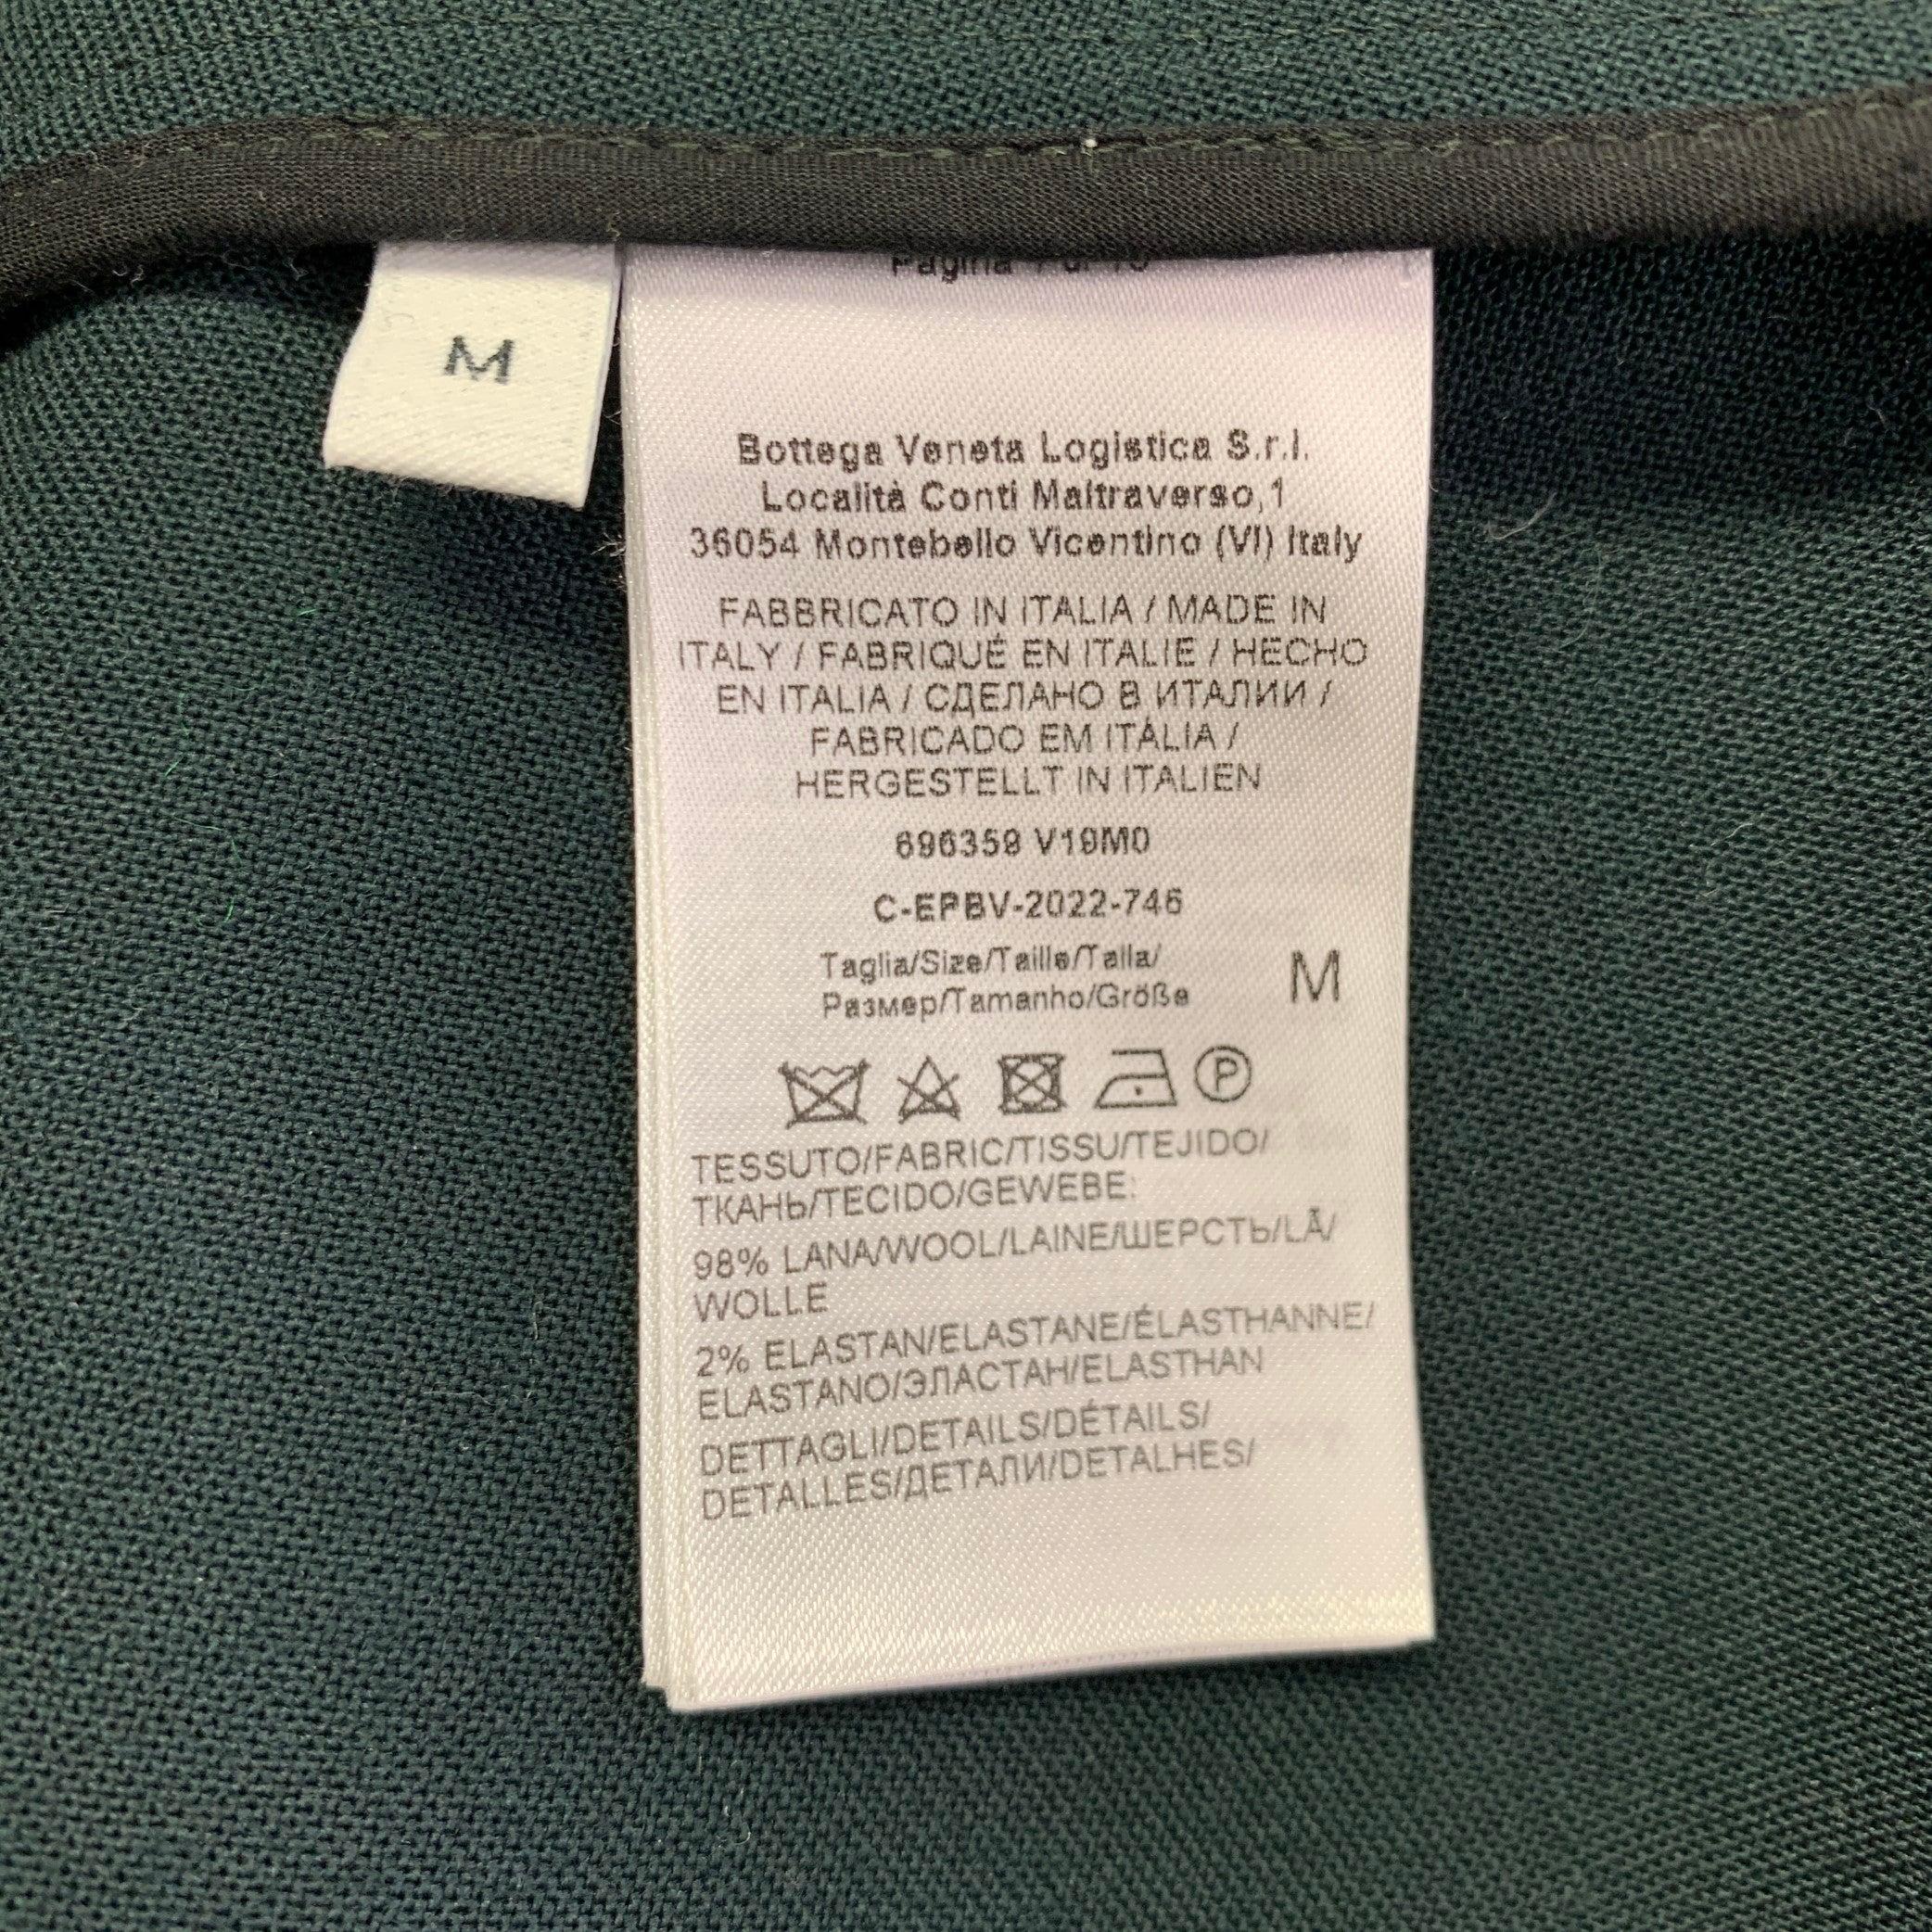 Pagina
M
Bottega Veneta Logistica S.r.l.
Località Conti Maltraverso,1
36054 Montebello Vicentino (VI) Italy
FABBRICATO IN ITALIA / MADE IN
ITALY / FABRIQUÉ EN ITALIE / HECHO
EN ITALIA / СДЕЛАНО В ИТАЛИИ /
FABRICADO EM ITÁLIA /
HERGESTELLT IN ITALIEN
696359 V19M0
C-EPBV-2022-746
Taglia/Size/Taille/Talla/
Размер/Tamanho/Größe M
P
TESSUTO/FABRIC/TISSU/TEJIDO/
ТКАНЬ/TECIDO/GEWEBE:
98% LANA/WOOL/LAINE/ШЕРСТЬ/LÃ/
WOLLE
2% ELASTAN/ELASTANE/ÉLASTHANNE/
ELASTANO/ЭЛАСТАН/ELASTHAN
DETTAGLI/DETAILS/DÉTAILS/
DETALLES/ДЕТАЛИ/DETALHES/